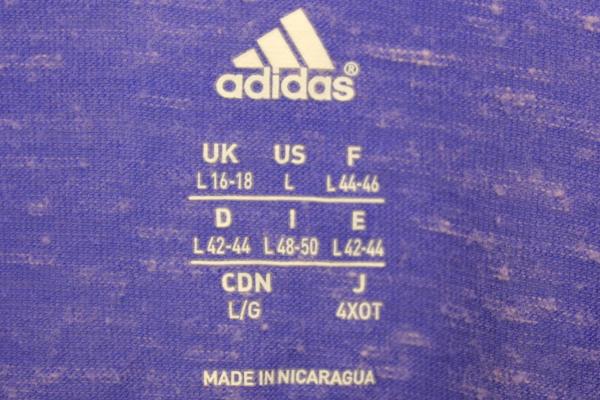 adidas®
UK US F
L 16-18 L L 44-46
D I E
L 42-44 L 48-50 L 42-44
CDN J
L/G 4XOT
MADE IN NICARAGUA